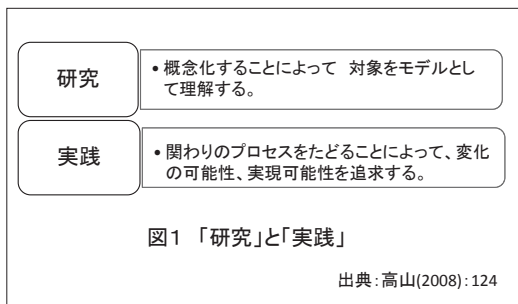 研究
• 概念化することによって 対象をモデルとし
て理解する。
実践
• 関わりのプロセスをたどることによって、変化
の可能性、実現可能性を追求する。
図1 「研究」と「実践」
出典：高山(2008)：124